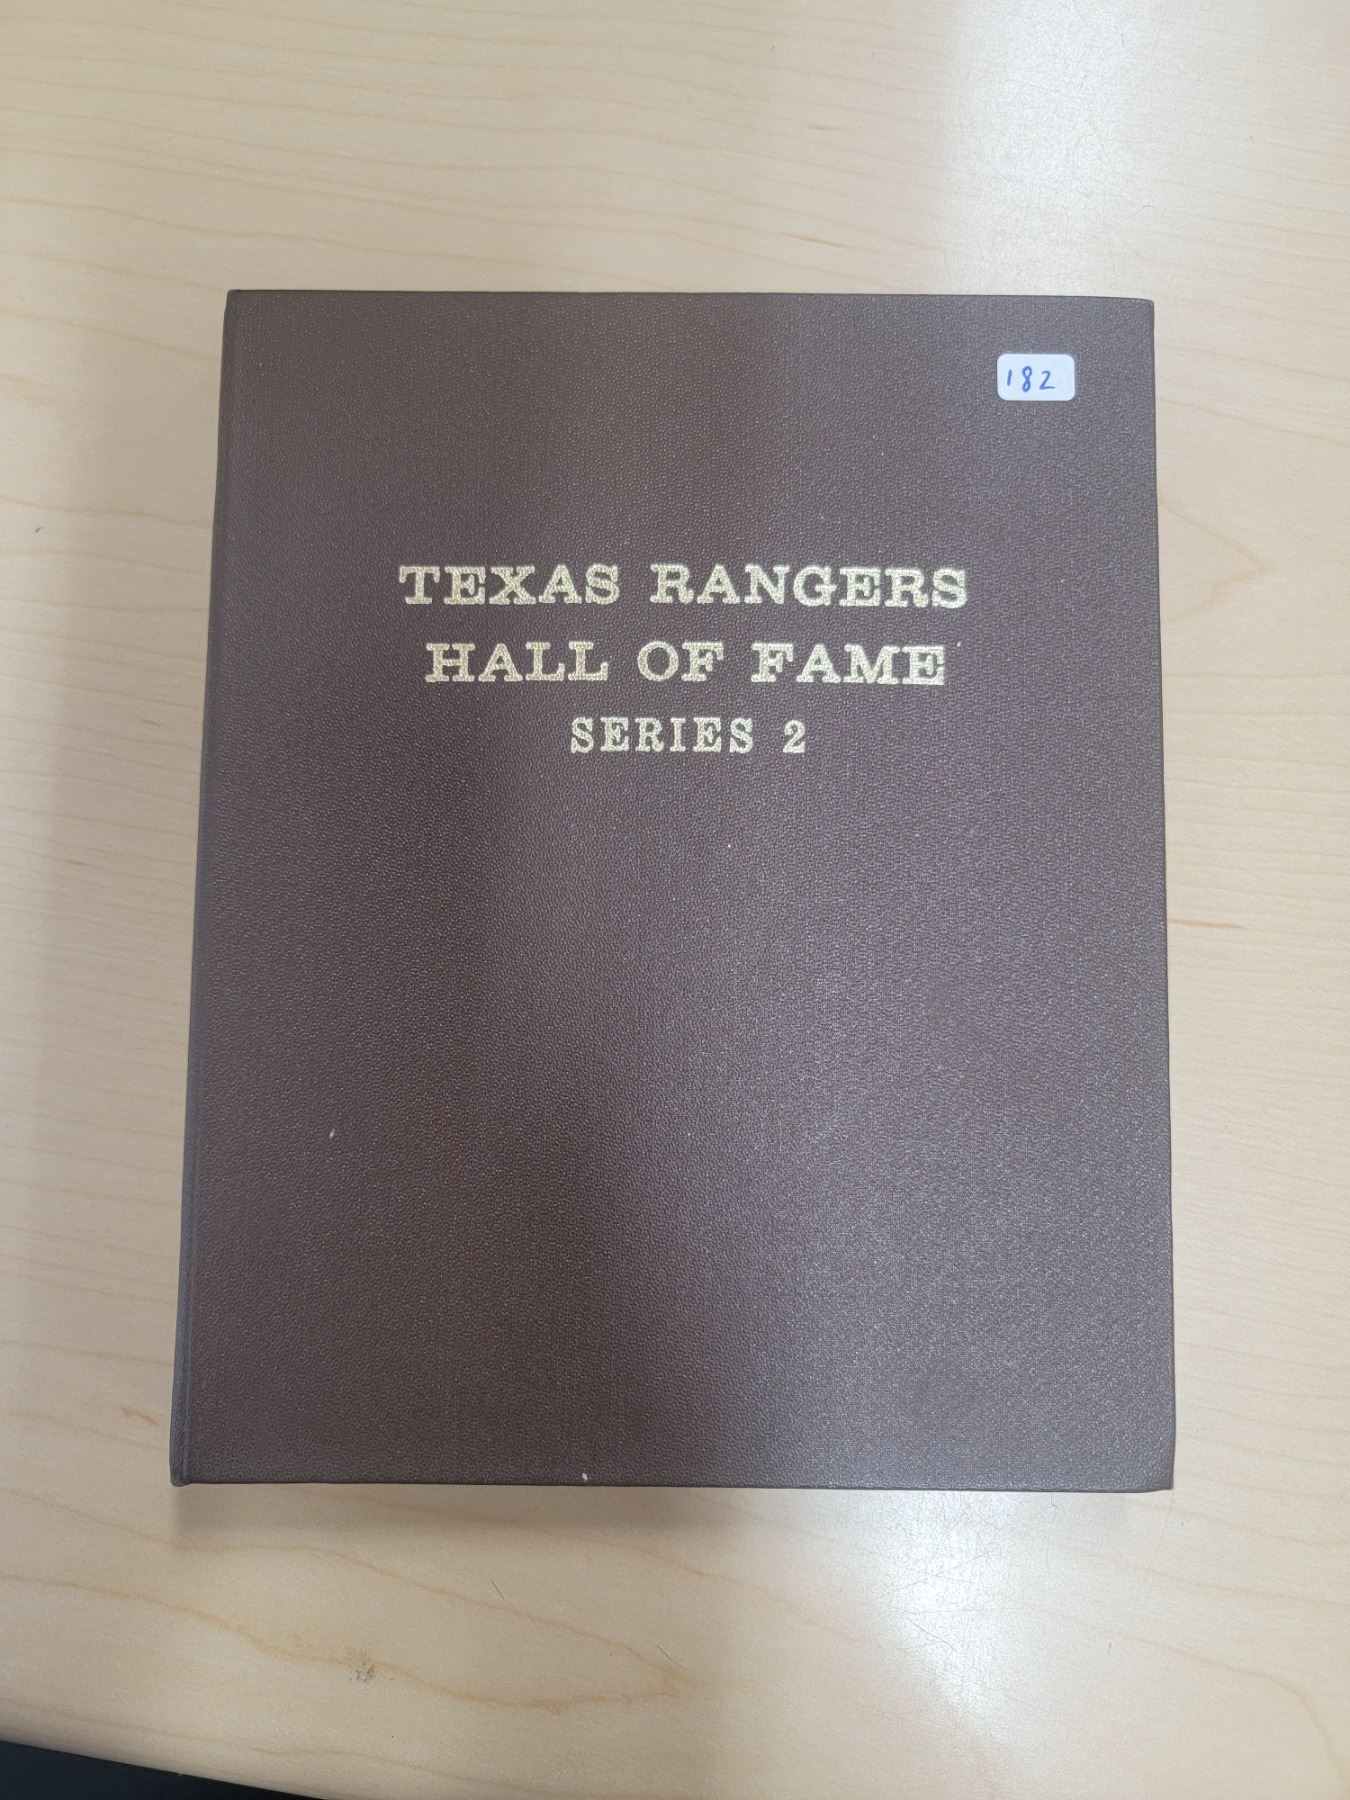 182
TEXAS RANGERS
HALL OF FAME
SERIES 2